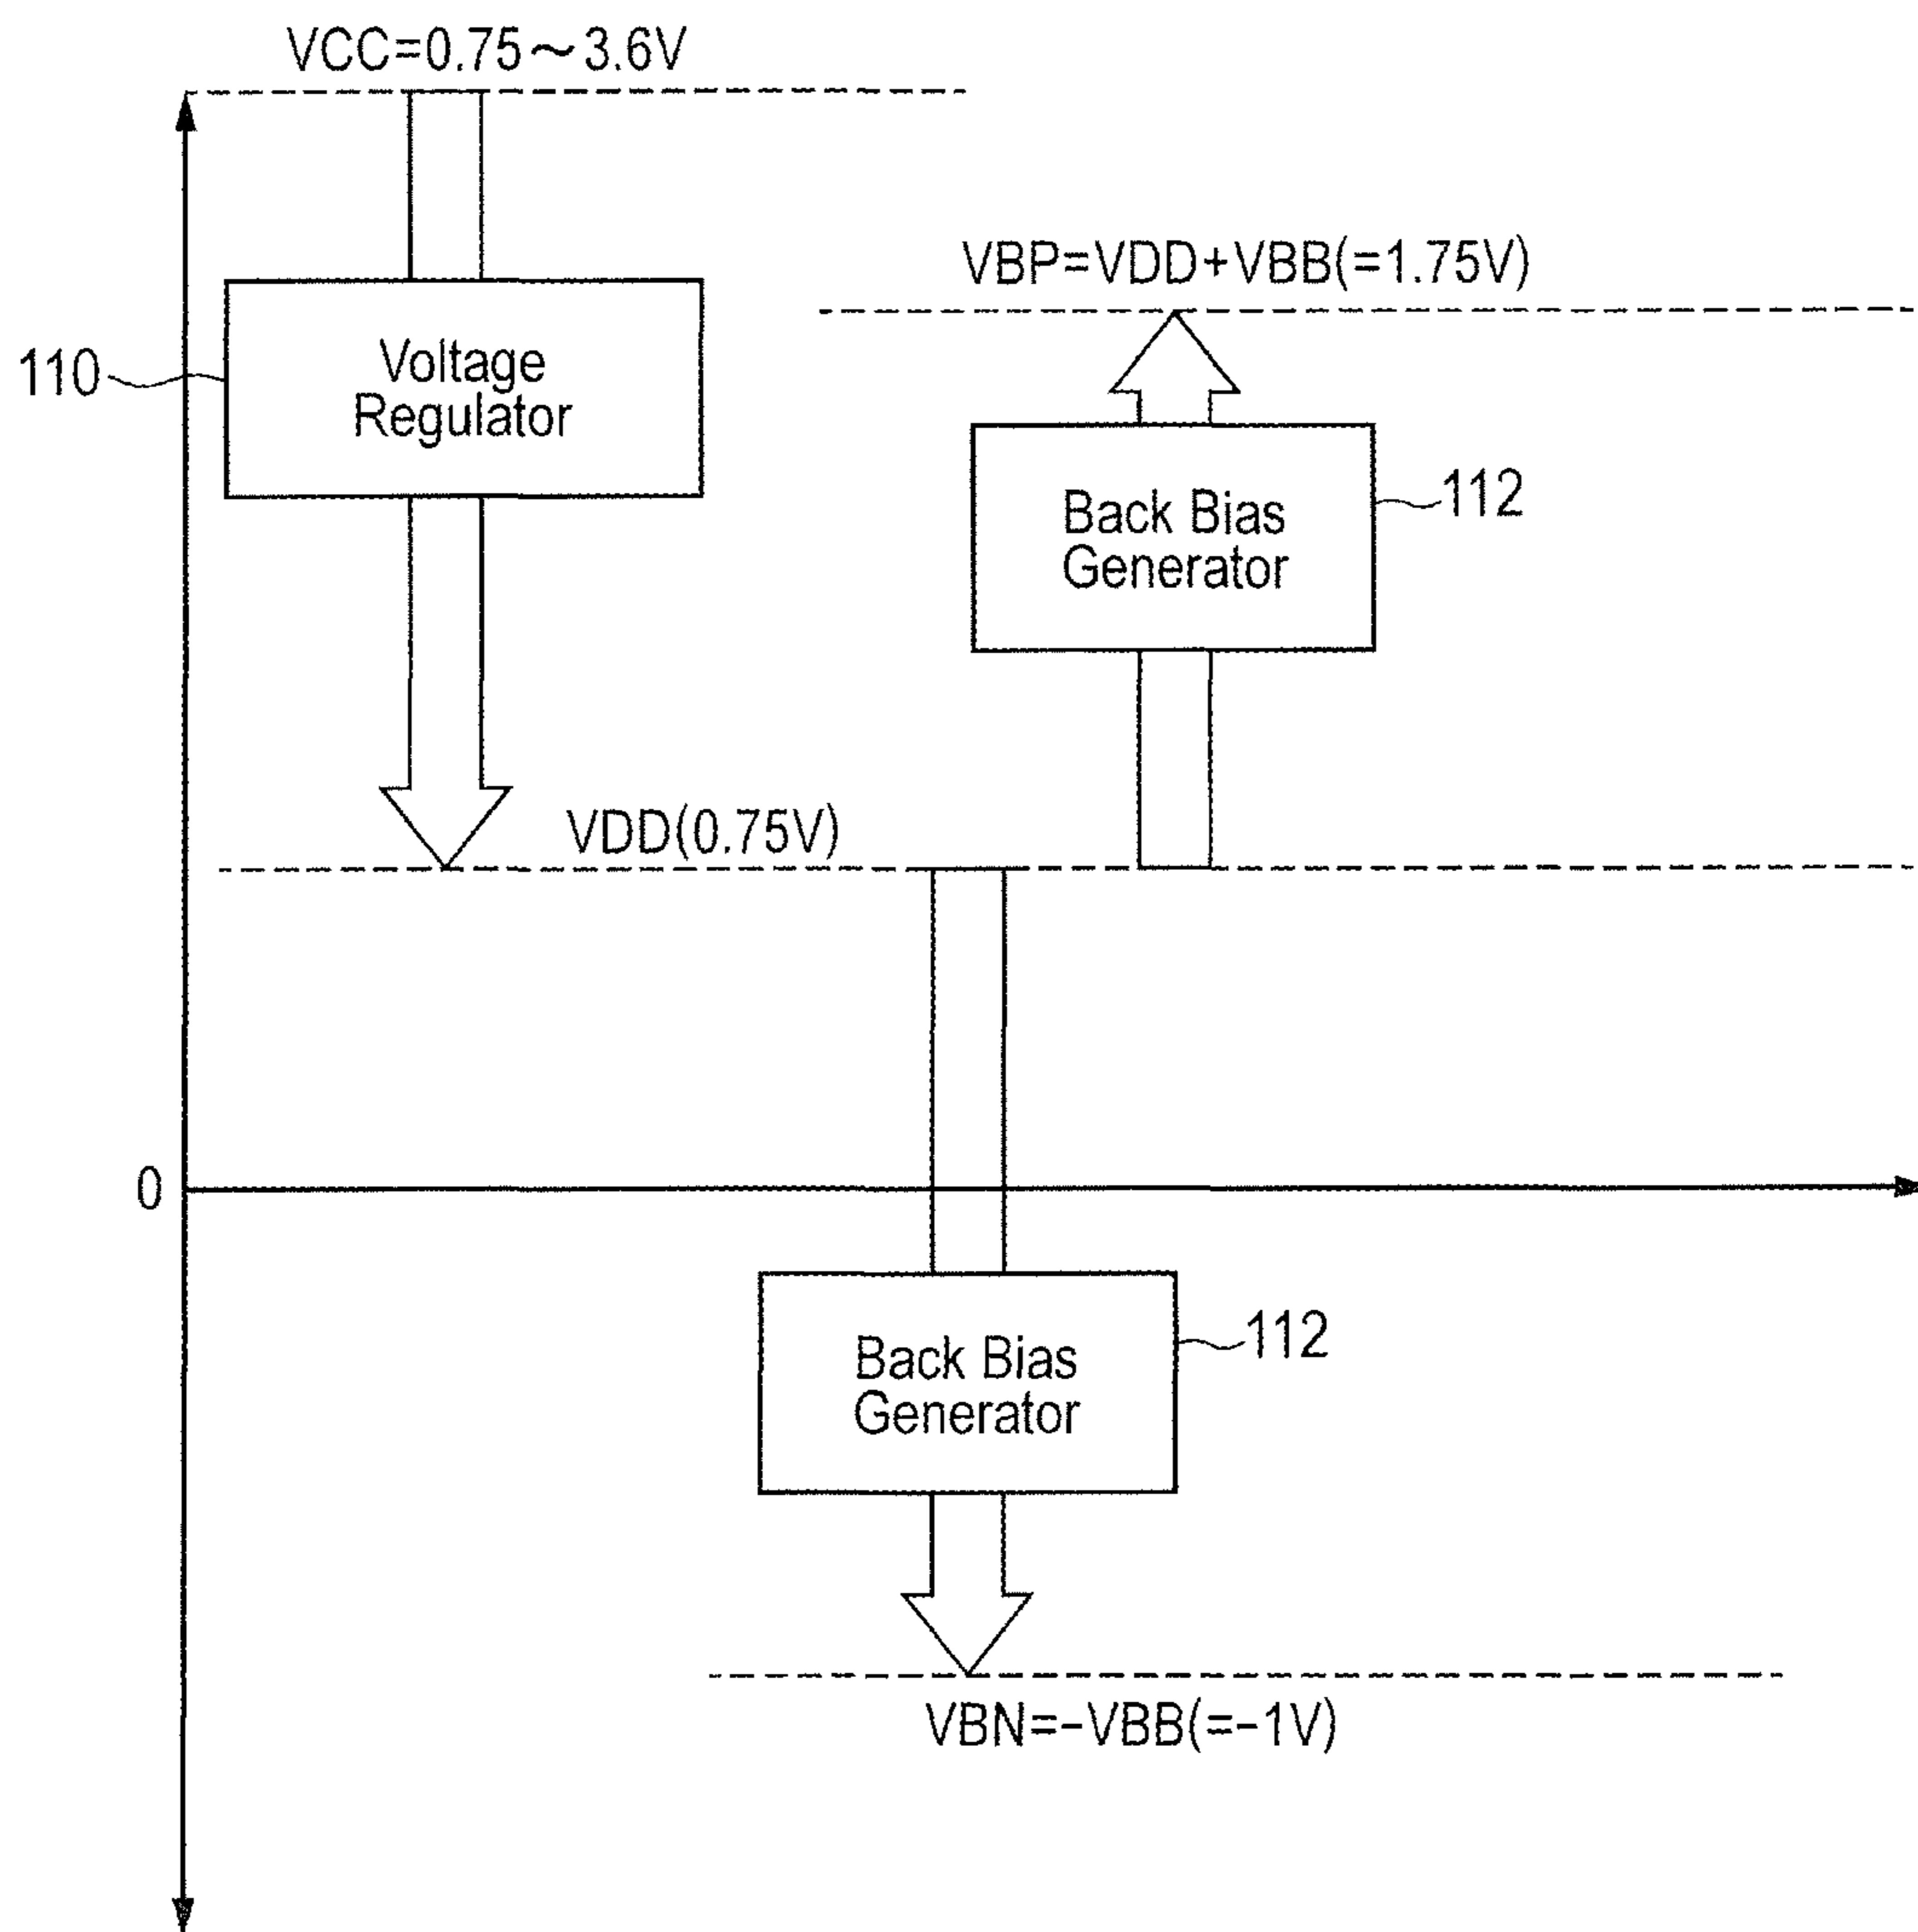 VCC=0.75～3.6V
VBP=VDD+VBB(=1.75V)
110
Voltage
Regulator
Back Bias
Generator
112
VDD(0.75V)
0
Back Bias
Generator
112
VBN=-VBB(=-1V)